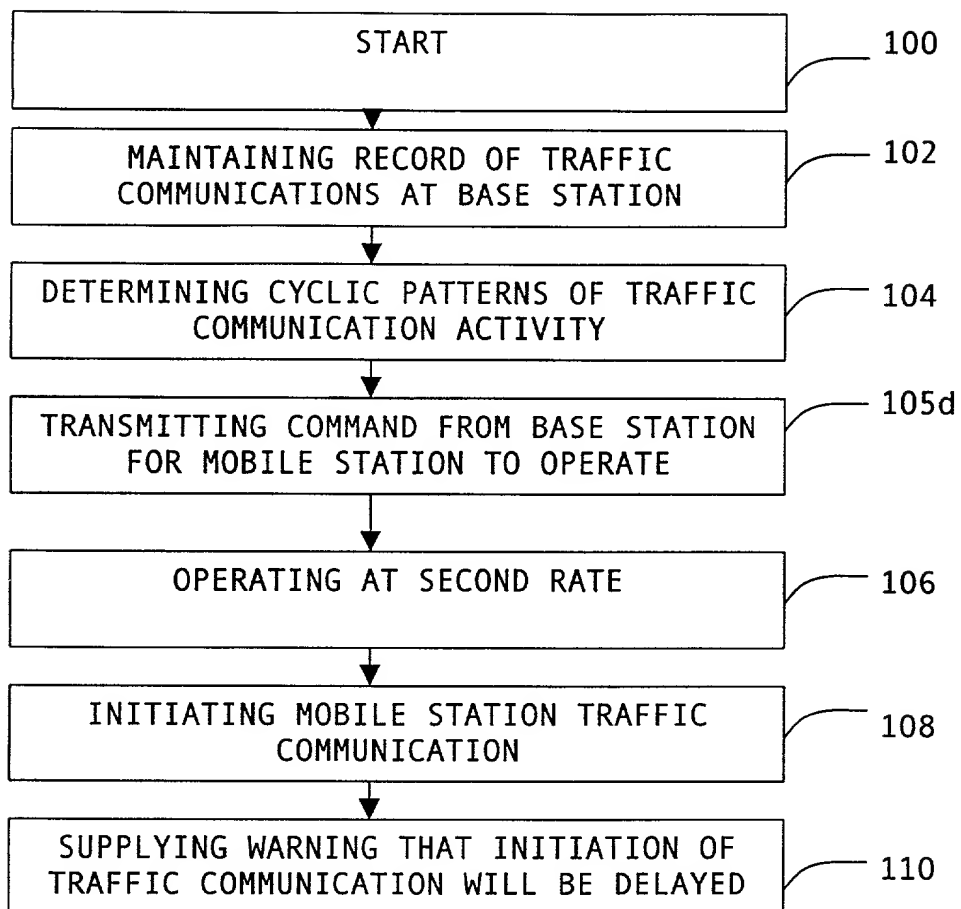 START
100
MAINTAINING RECORD OF TRAFFIC
COMMUNICATIONS AT BASE STATION
102
DETERMINING CYCLIC PATTERNS OF TRAFFIC
COMMUNICATION ACTIVITY
104
TRANSMITTING COMMAND FROM BASE STATION
FOR MOBILE STATION TO OPERATE
105d
OPERATING AT SECOND RATE
106
INITIATING MOBILE STATION TRAFFIC
COMMUNICATION
108
SUPPLYING WARNING THAT INITIATION OF
TRAFFIC COMMUNICATION WILL BE DELAYED
110